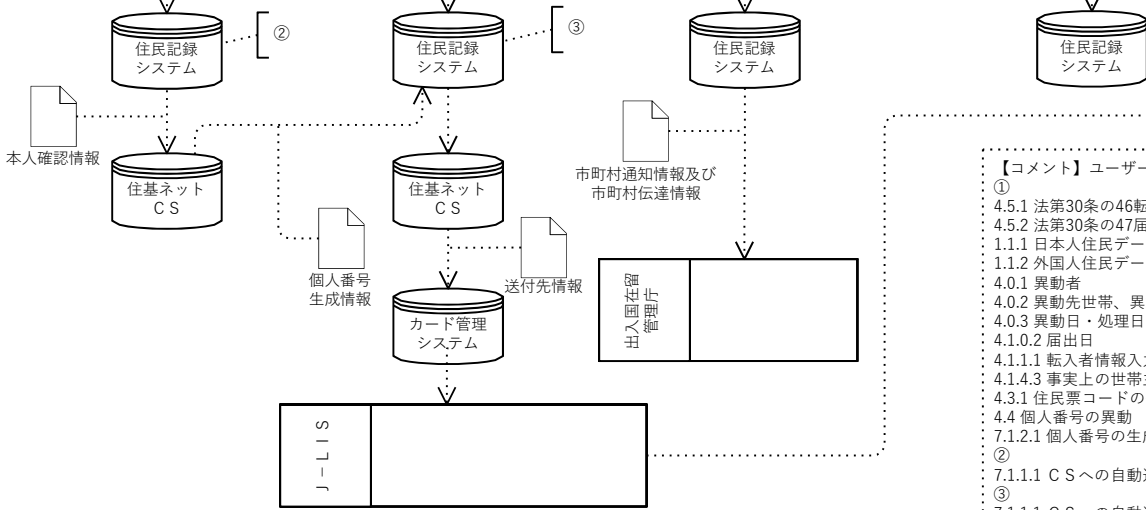 住民記録
システム
②
住民記録
システム
③
住民記録
システム
住民記録
システム
本人確認情報
住基ネット
ＣＳ
個人番号
生成情報
住基ネット
ＣＳ
送付先情報
カード管理
システム
Ｊ－ＬＩＳ
市町村通知情報及び
市町村伝達情報
出入国在留
管理庁
【コメント】ユーザー
①
4.5.1 法第30条の46転
4.5.2 法第30条の47届
1.1.1 日本人住民デー
1.1.2 外国人住民デー
4.0.1 異動者
4.0.2 異動先世帯、異
4.0.3 異動日・処理日
4.1.0.2 届出日
4.1.1.1 転入者情報入
4.1.4.3 事実上の世帯
4.3.1 住民票コードの
4.4 個人番号の異動
7.1.2.1 個人番号の生
②
7.1.1.1 ＣＳへの自動
③